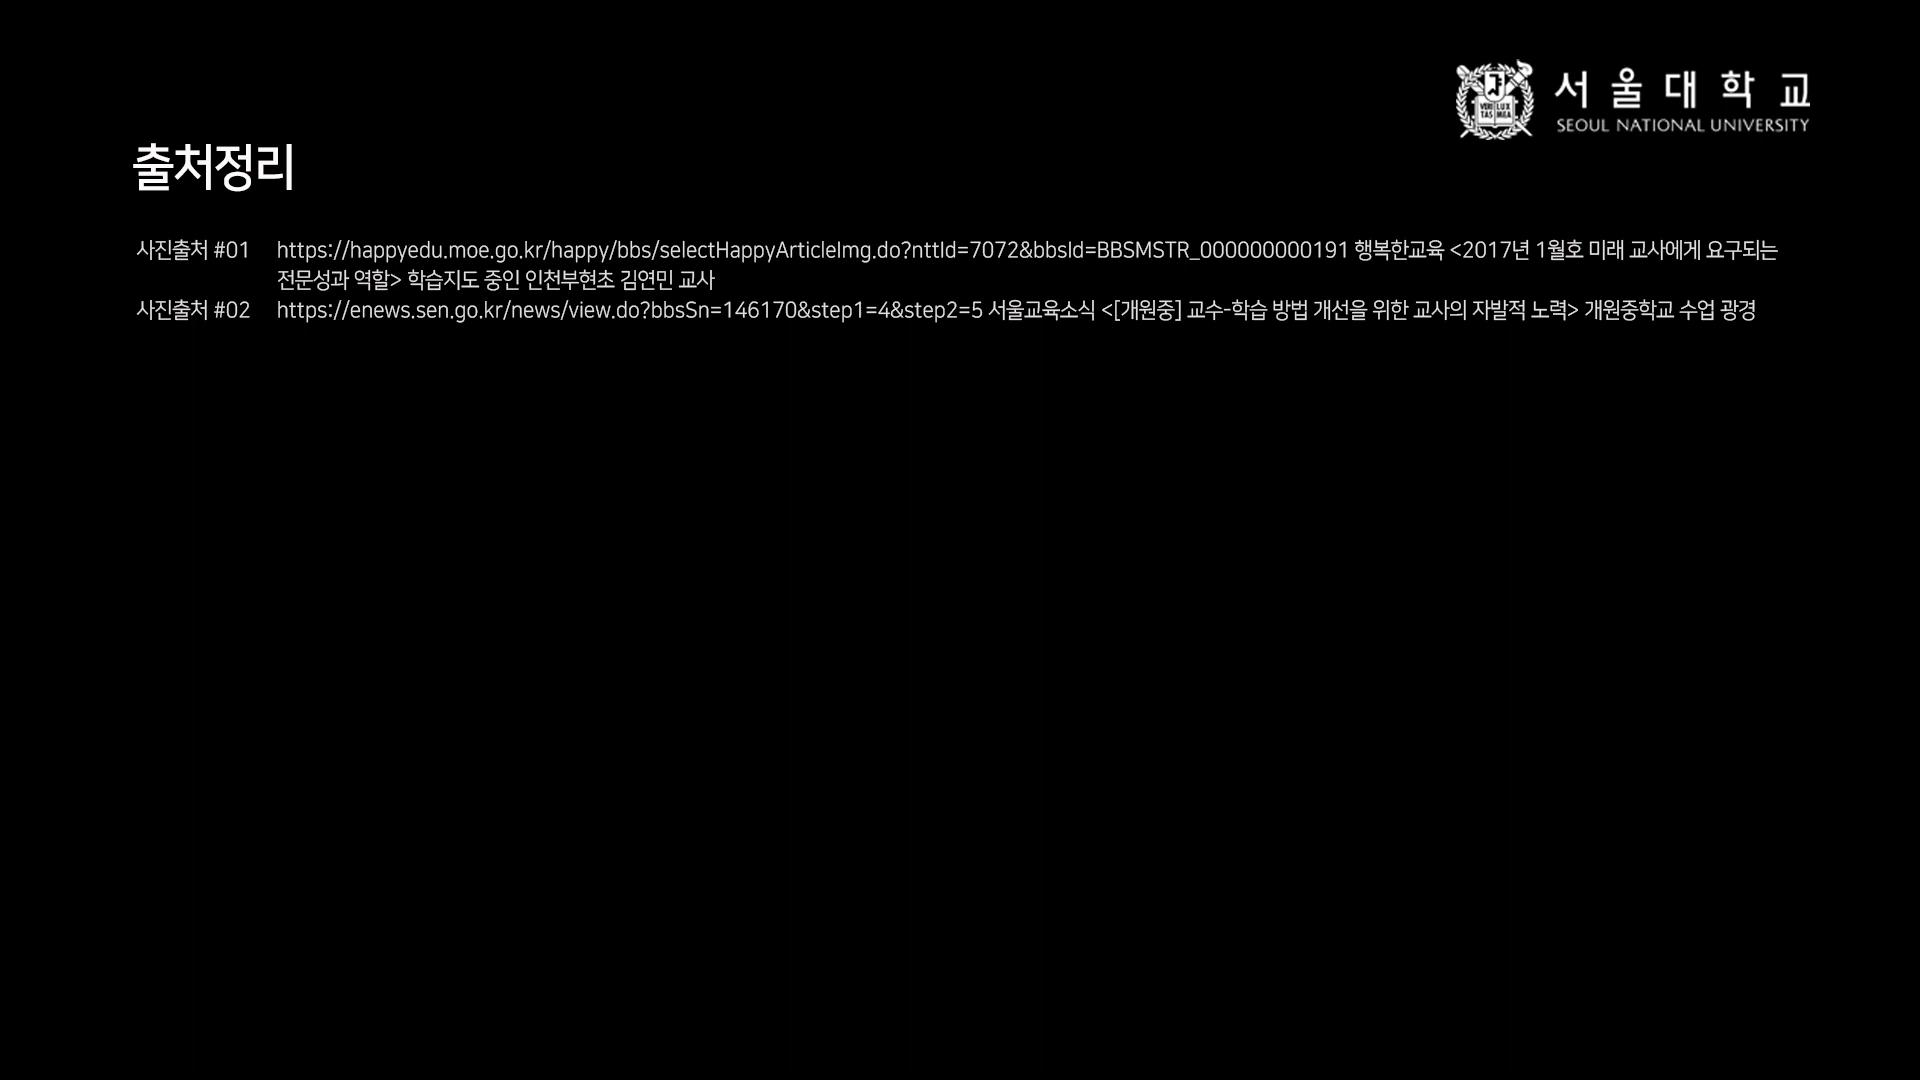 서울대학교
SEOUL NATIONAL UNIVERSITY
VERI LUX
TAS MEA
출처정리
사진출처 #01 https://happyedu.moe.go.kr/happy/bbs/selectHappyArticleImg.do?nttId=7072&bbsId=BBSMSTR_000000000191 행복한교육 <2017년 1월호 미래 교사에게 요구되는
전문성과 역할> 학습지도 중인 인천부현초 김연민 교사
사진출처 #02 https://enews.sen.go.kr/news/view.do?bbsSn=146170&step1=4&step2=5 서울교육소식 <[개원중] 교수-학습 방법 개선을 위한 교사의 자발적 노력> 개원중학교 수업 광경